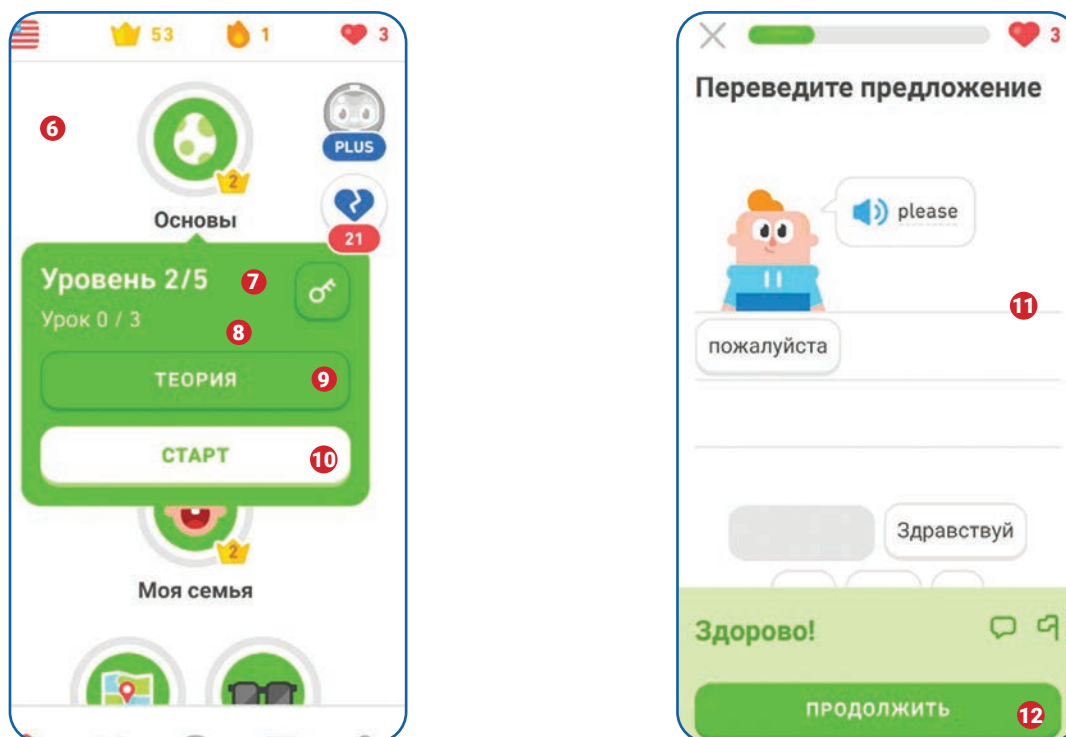 53 1 3
6
PLUS
2
Основы
21
Уровень 2/5 7
Урок 0 / 3 8
ТЕОРИЯ 9
СТАРТ 10
2
Моя семья
3
Переведите предложение
please
11
пожалуйста
Здравствуй
Здорово!
ПРОДОЛЖИТЬ 12